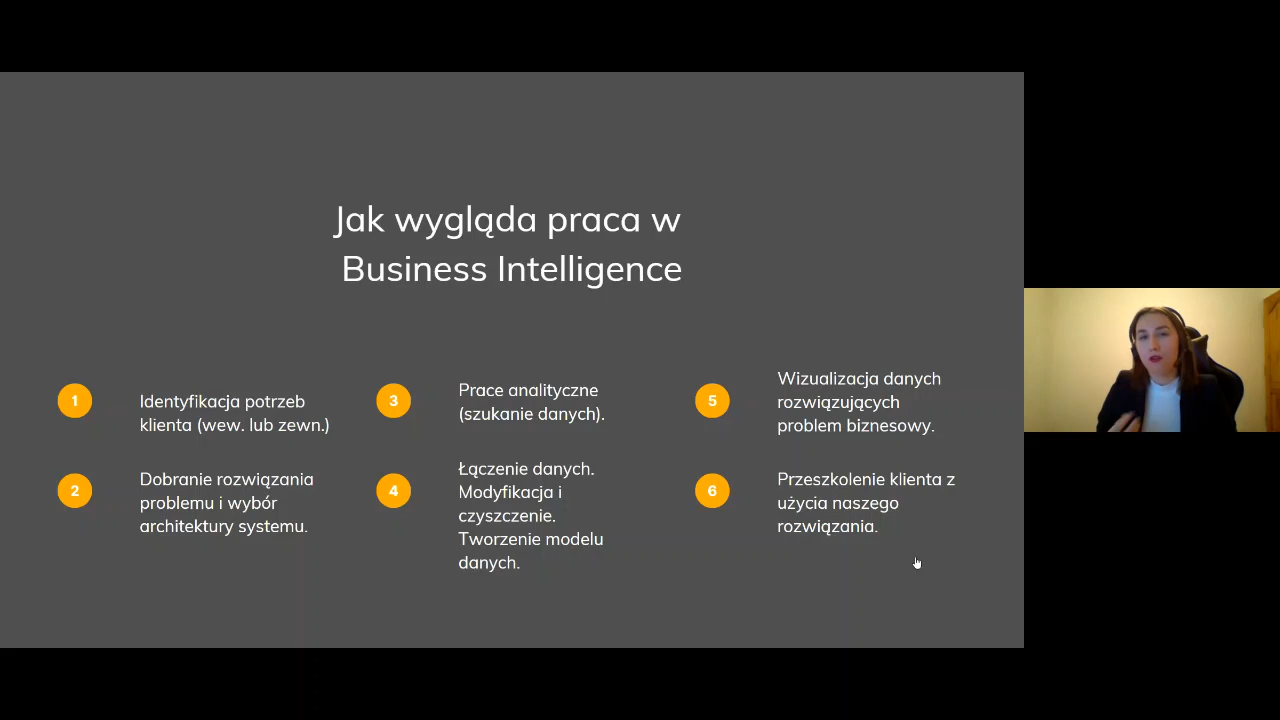 Jak wygląda praca w
Business Intelligence
1
Identyfikacja potrzeb
klienta (wew. lub zewn.)
2
Dobranie rozwiązania
problemu i wybór
architektury systemu.
3
Prace analityczne
(szukanie danych).
4
Łączenie danych.
Modyfikacja i
czyszczenie.
Tworzenie modelu
danych.
5
Wizualizacja danych
rozwiązujących
problem biznesowy.
6
Przeszkolenie klienta z
użycia naszego
rozwiązania.